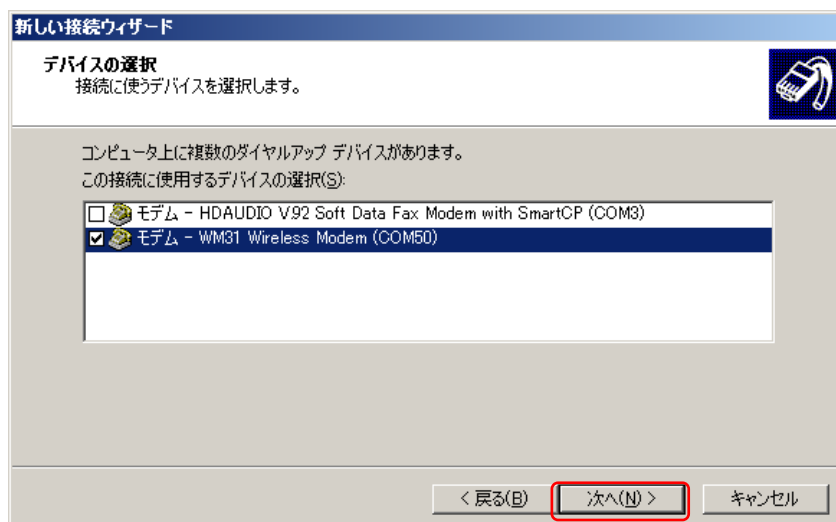 新しい接続ウィザード
デバイスの選択
接続に使うデバイスを選択します。
コンピュータ上に複数のダイヤルアップ デバイスがあります。
この接続に使用するデバイスの選択(S):
モデム - HDAUDIO V.92 Soft Data Fax Modem with SmartCP (COM3)
モデム - WM31 Wireless Modem (COM50)
< 戻る(B) 次へ(N) > キャンセル